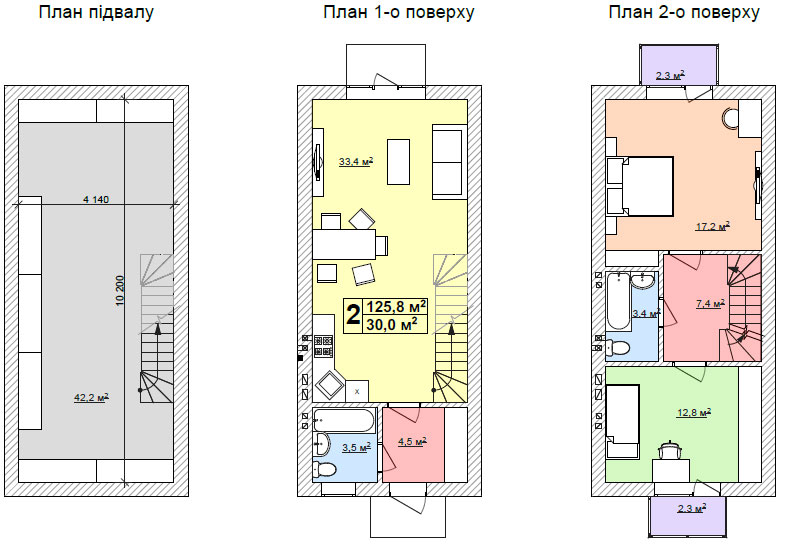 План підвалу
План 1-о поверху
План 2-о поверху
4 140
10 200
42,2 м²
33,4 м²
2
125,8 м²
30,0 м²
x
3,5 м²
4,5 м²
2,3 м²
17,2 м²
3,4 м²
7,4 м²
12,8 м²
2,3 м²